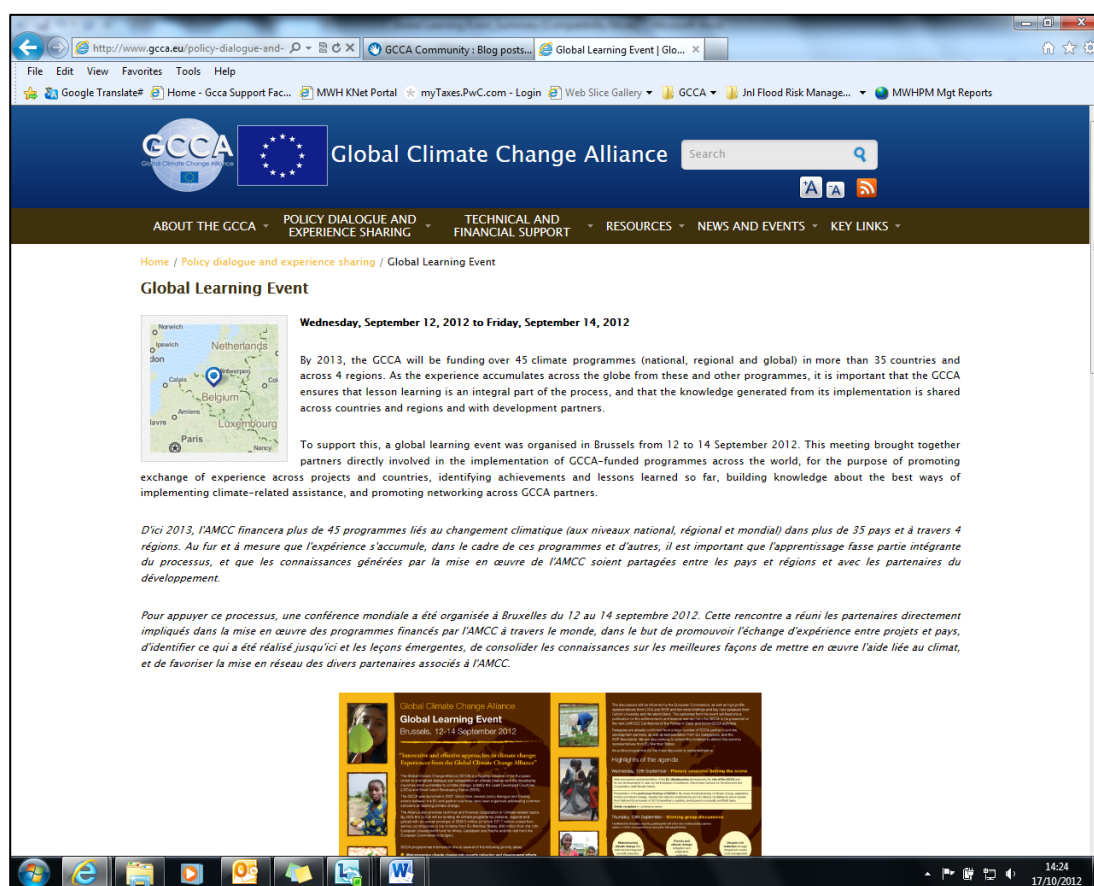 http://www.gcca.eu/policy-dialogue-and-
GCCA Community : Blog posts...
Global Learning Event | Glo...
File Edit View Favorites Tools Help
Google Translate# Home - Gcca Support Fac... MWH KNet Portal myTaxes.PwC.com - Login Web Slice Gallery GCCA Jnl Flood Risk Manage... MWHPM Mgt Reports
GCCA
Global Climate Change Alliance
Global Climate Change Alliance
Search
ABOUT THE GCCA POLICY DIALOGUE AND EXPERIENCE SHARING TECHNICAL AND FINANCIAL SUPPORT RESOURCES NEWS AND EVENTS KEY LINKS
Home / Policy dialogue and experience sharing / Global Learning Event
Global Learning Event
Norwich
Ipswich
Netherlands
don
Antwerpen
Calais
Col
Belgium
Amiens
lavre
Luxembourg
Paris
Nancy
Wednesday, September 12, 2012 to Friday, September 14, 2012
By 2013, the GCCA will be funding over 45 climate programmes (national, regional and global) in more than 35 countries and
across 4 regions. As the experience accumulates across the globe from these and other programmes, it is important that the GCCA
ensures that lesson learning is an integral part of the process, and that the knowledge generated from its implementation is shared
across countries and regions and with development partners.
To support this, a global learning event was organised in Brussels from 12 to 14 September 2012. This meeting brought together
partners directly involved in the implementation of GCCA-funded programmes across the world, for the purpose of promoting
exchange of experience across projects and countries, identifying achievements and lessons learned so far, building knowledge about the best ways of
implementing climate-related assistance, and promoting networking across GCCA partners.
D'ici 2013, l'AMCC financera plus de 45 programmes liés au changement climatique (aux niveaux national, régional et mondial) dans plus de 35 pays et à travers 4
régions. Au fur et à mesure que l'expérience s'accumule, dans le cadre de ces programmes et d'autres, il est important que l'apprentissage fasse partie intégrante
du processus, et que les connaissances générées par la mise en œuvre de l'AMCC soient partagées entre les pays et régions et avec les partenaires du
développement.
Pour appuyer ce processus, une conférence mondiale a été organisée à Bruxelles du 12 au 14 septembre 2012. Cette rencontre a réuni les partenaires directement
impliqués dans la mise en œuvre des programmes financés par l'AMCC à travers le monde, dans le but de promouvoir l'échange d'expérience entre projets et pays,
d'identifier ce qui a été réalisé jusqu'ici et les leçons émergentes, de consolider les connaissances sur les meilleures façons de mettre en œuvre l'aide liée au climat,
et de favoriser la mise en réseau des divers partenaires associés à l'AMCC.
Global Climate Change Alliance
Global Learning Event
Brussels, 12-14 September 2012
"Innovative and effective approaches to climate change:
Experiences from the Global Climate Change Alliance"
Highlights of the agenda
14:24
17/10/2012